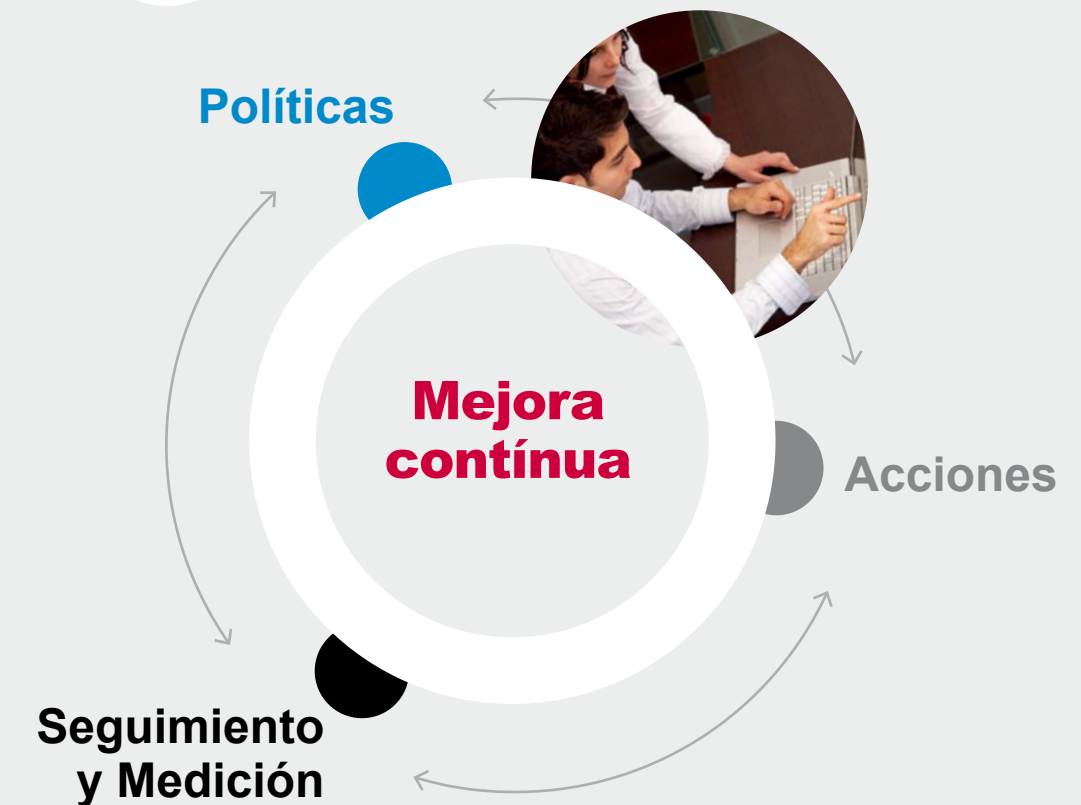 Políticas
Mejora
contínua
Acciones
Seguimiento
y Medición